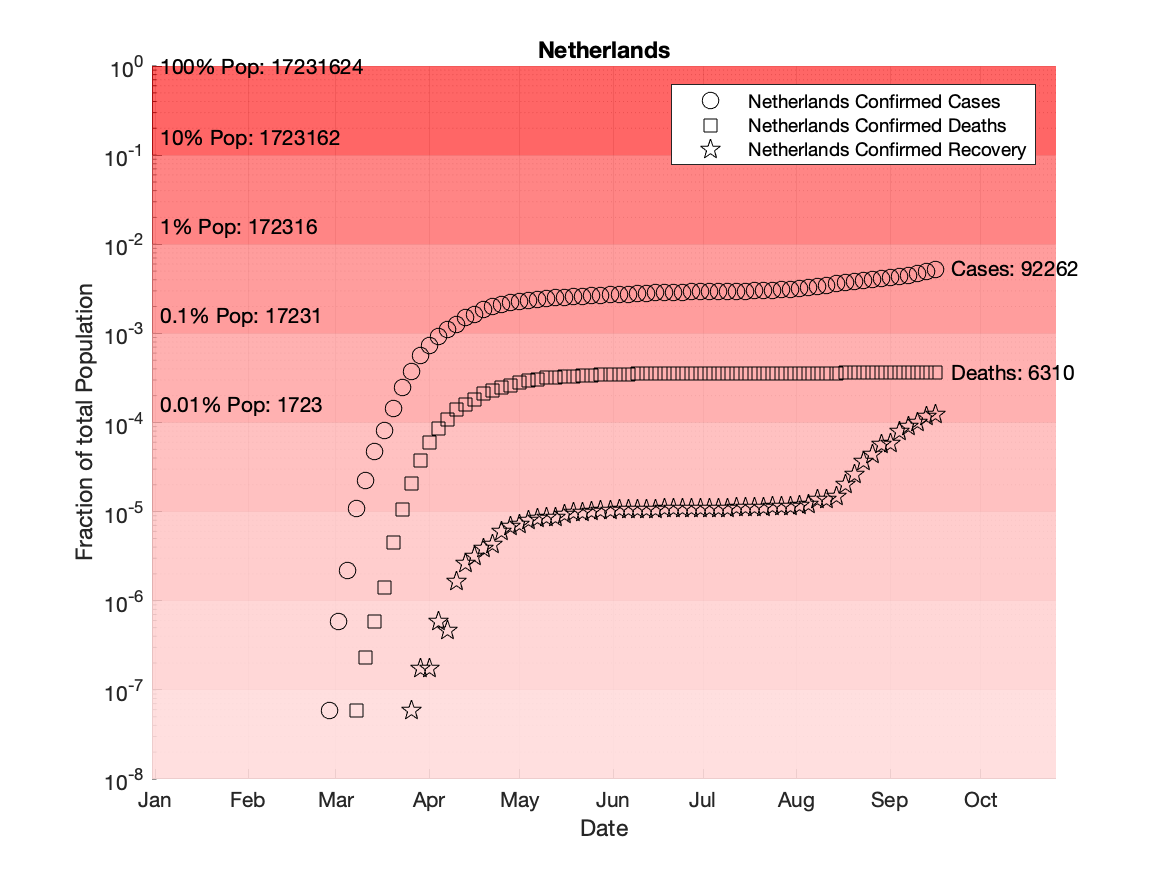 Netherlands
10^0
100% Pop: 17231624
Netherlands Confirmed Cases
Netherlands Confirmed Deaths
Netherlands Confirmed Recovery
10% Pop: 1723162
10^-1
1% Pop: 172316
10^-2
Cases: 92262
0.1% Pop: 17231
10^-3
Deaths: 6310
0.01% Pop: 1723
10^-4
10^-5
10^-6
10^-7
10^-8
Fraction of total Population
Jan Feb Mar Apr May Jun Jul Aug Sep Oct
Date